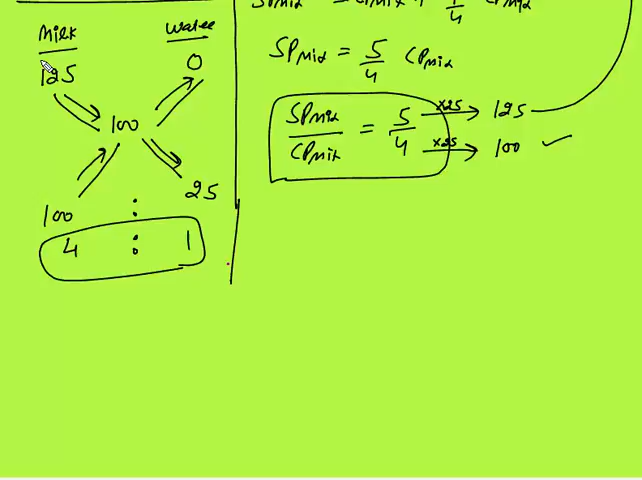 Milk Water
125 0
100
100 : 25
4 : 1
SPmix = 5/4 CPmix
SPmix/CPmix = 5/4 ×25 → 125
×25 → 100 ✓